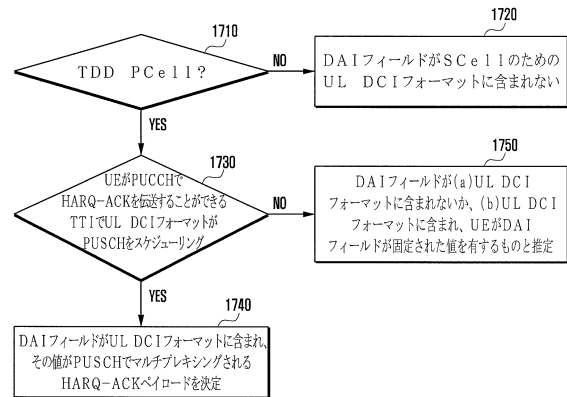 1710
TDD PCell?
NO
1720
DAIフィールドがSCellのための
UL DCIフォーマットに含まれない
YES
1730
UEがPUCCHで
HARQ-ACKを伝送することができる
TTIでUL DCIフォーマットが
PUSCHをスケジューリング
NO
1750
DAIフィールドが(a)UL DCI
フォーマットに含まれないか、(b)UL DCI
フォーマットに含まれ、UEがDAI
フィールドが固定された値を有するものと推定
YES
1740
DAIフィールドがUL DCIフォーマットに含まれ、
その値がPUSCHでマルチプレキシングされる
HARQ-ACKペイロードを決定